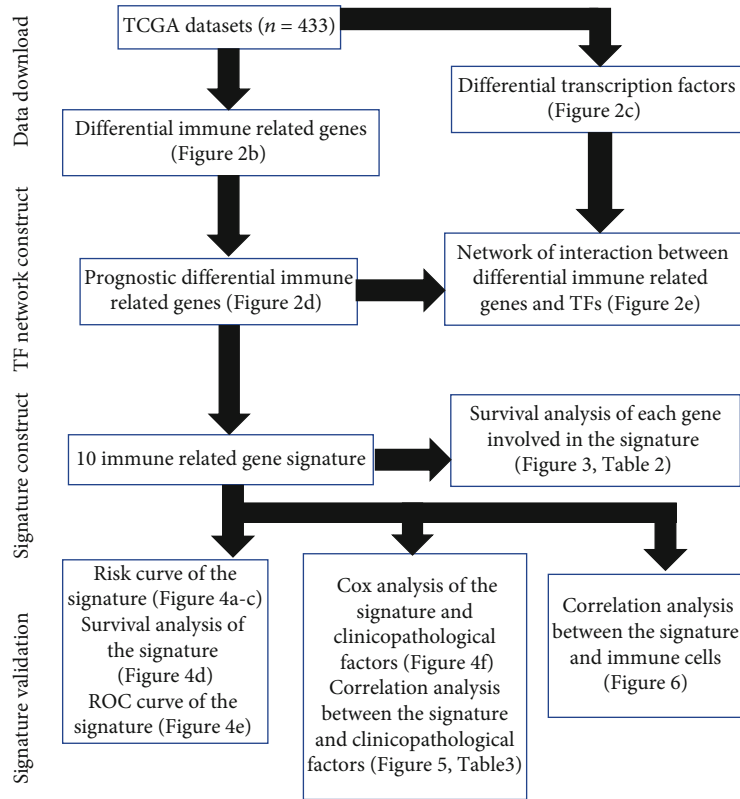 Data download
TCGA datasets (n = 433)
Differential transcription factors
(Figure 2c)
Differential immune related genes
(Figure 2b)
TF network construct
Prognostic differential immune
related genes (Figure 2d)
Network of interaction between
differential immune related
genes and TFs (Figure 2e)
Signature construct
10 immune related gene signature
Survival analysis of each gene
involved in the signature
(Figure 3, Table 2)
Signature validation
Risk curve of the
signature (Figure 4a-c)
Survival analysis of
the signature
(Figure 4d)
ROC curve of the
signature (Figure 4e)
Cox analysis of the
signature and
clinicopathological
factors (Figure 4f)
Correlation analysis
between the signature
and clinicopathological
factors (Figure 5, Table3)
Correlation analysis
between the signature
and immune cells
(Figure 6)